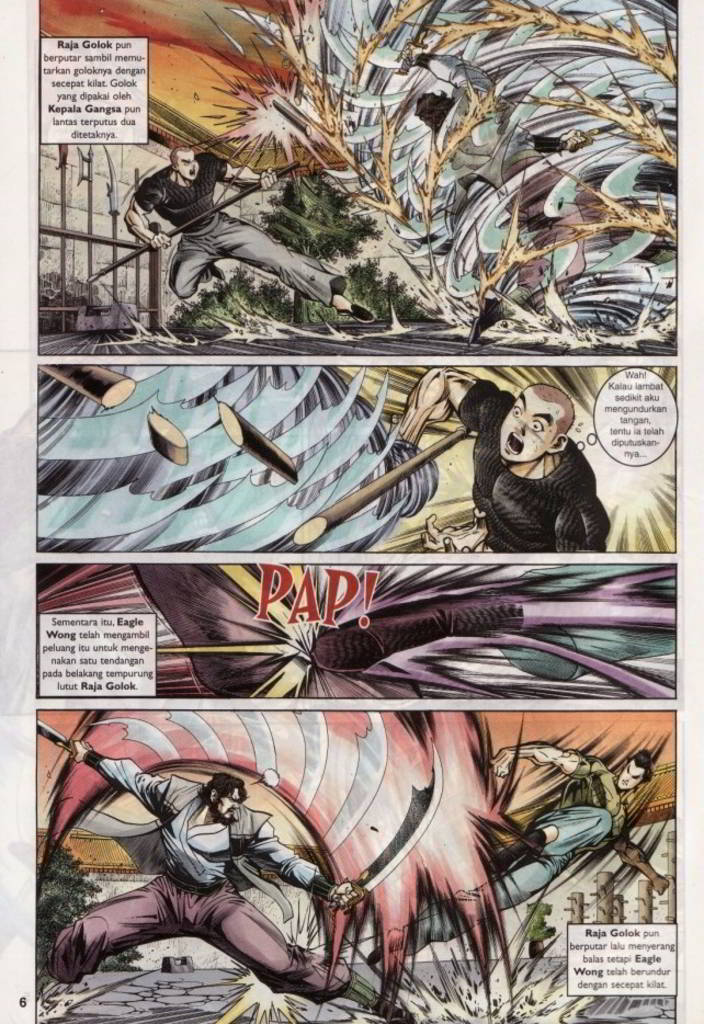 Raja Golok pun
berputar sambil memu-
tarkan goloknya dengan
secepat kilat. Golok
yang dipakai oleh
Kepala Gangsa pun
lantas terputus dua
ditetaknya.
Wah!
Kalau lambat
sedikit aku
mengundurkan
tangan,
tentu ia telah
diputuskan-
nya...
PAP!
Sementara itu, Eagle
Wong telah mengambil
peluang itu untuk menge-
nakan satu tendangan
pada belakang tempurung
lutut Raja Golok.
Raja Golok pun
berputar lalu menyerang
balas tetapi Eagle
Wong telah berundur
dengan secepat kilat.
6